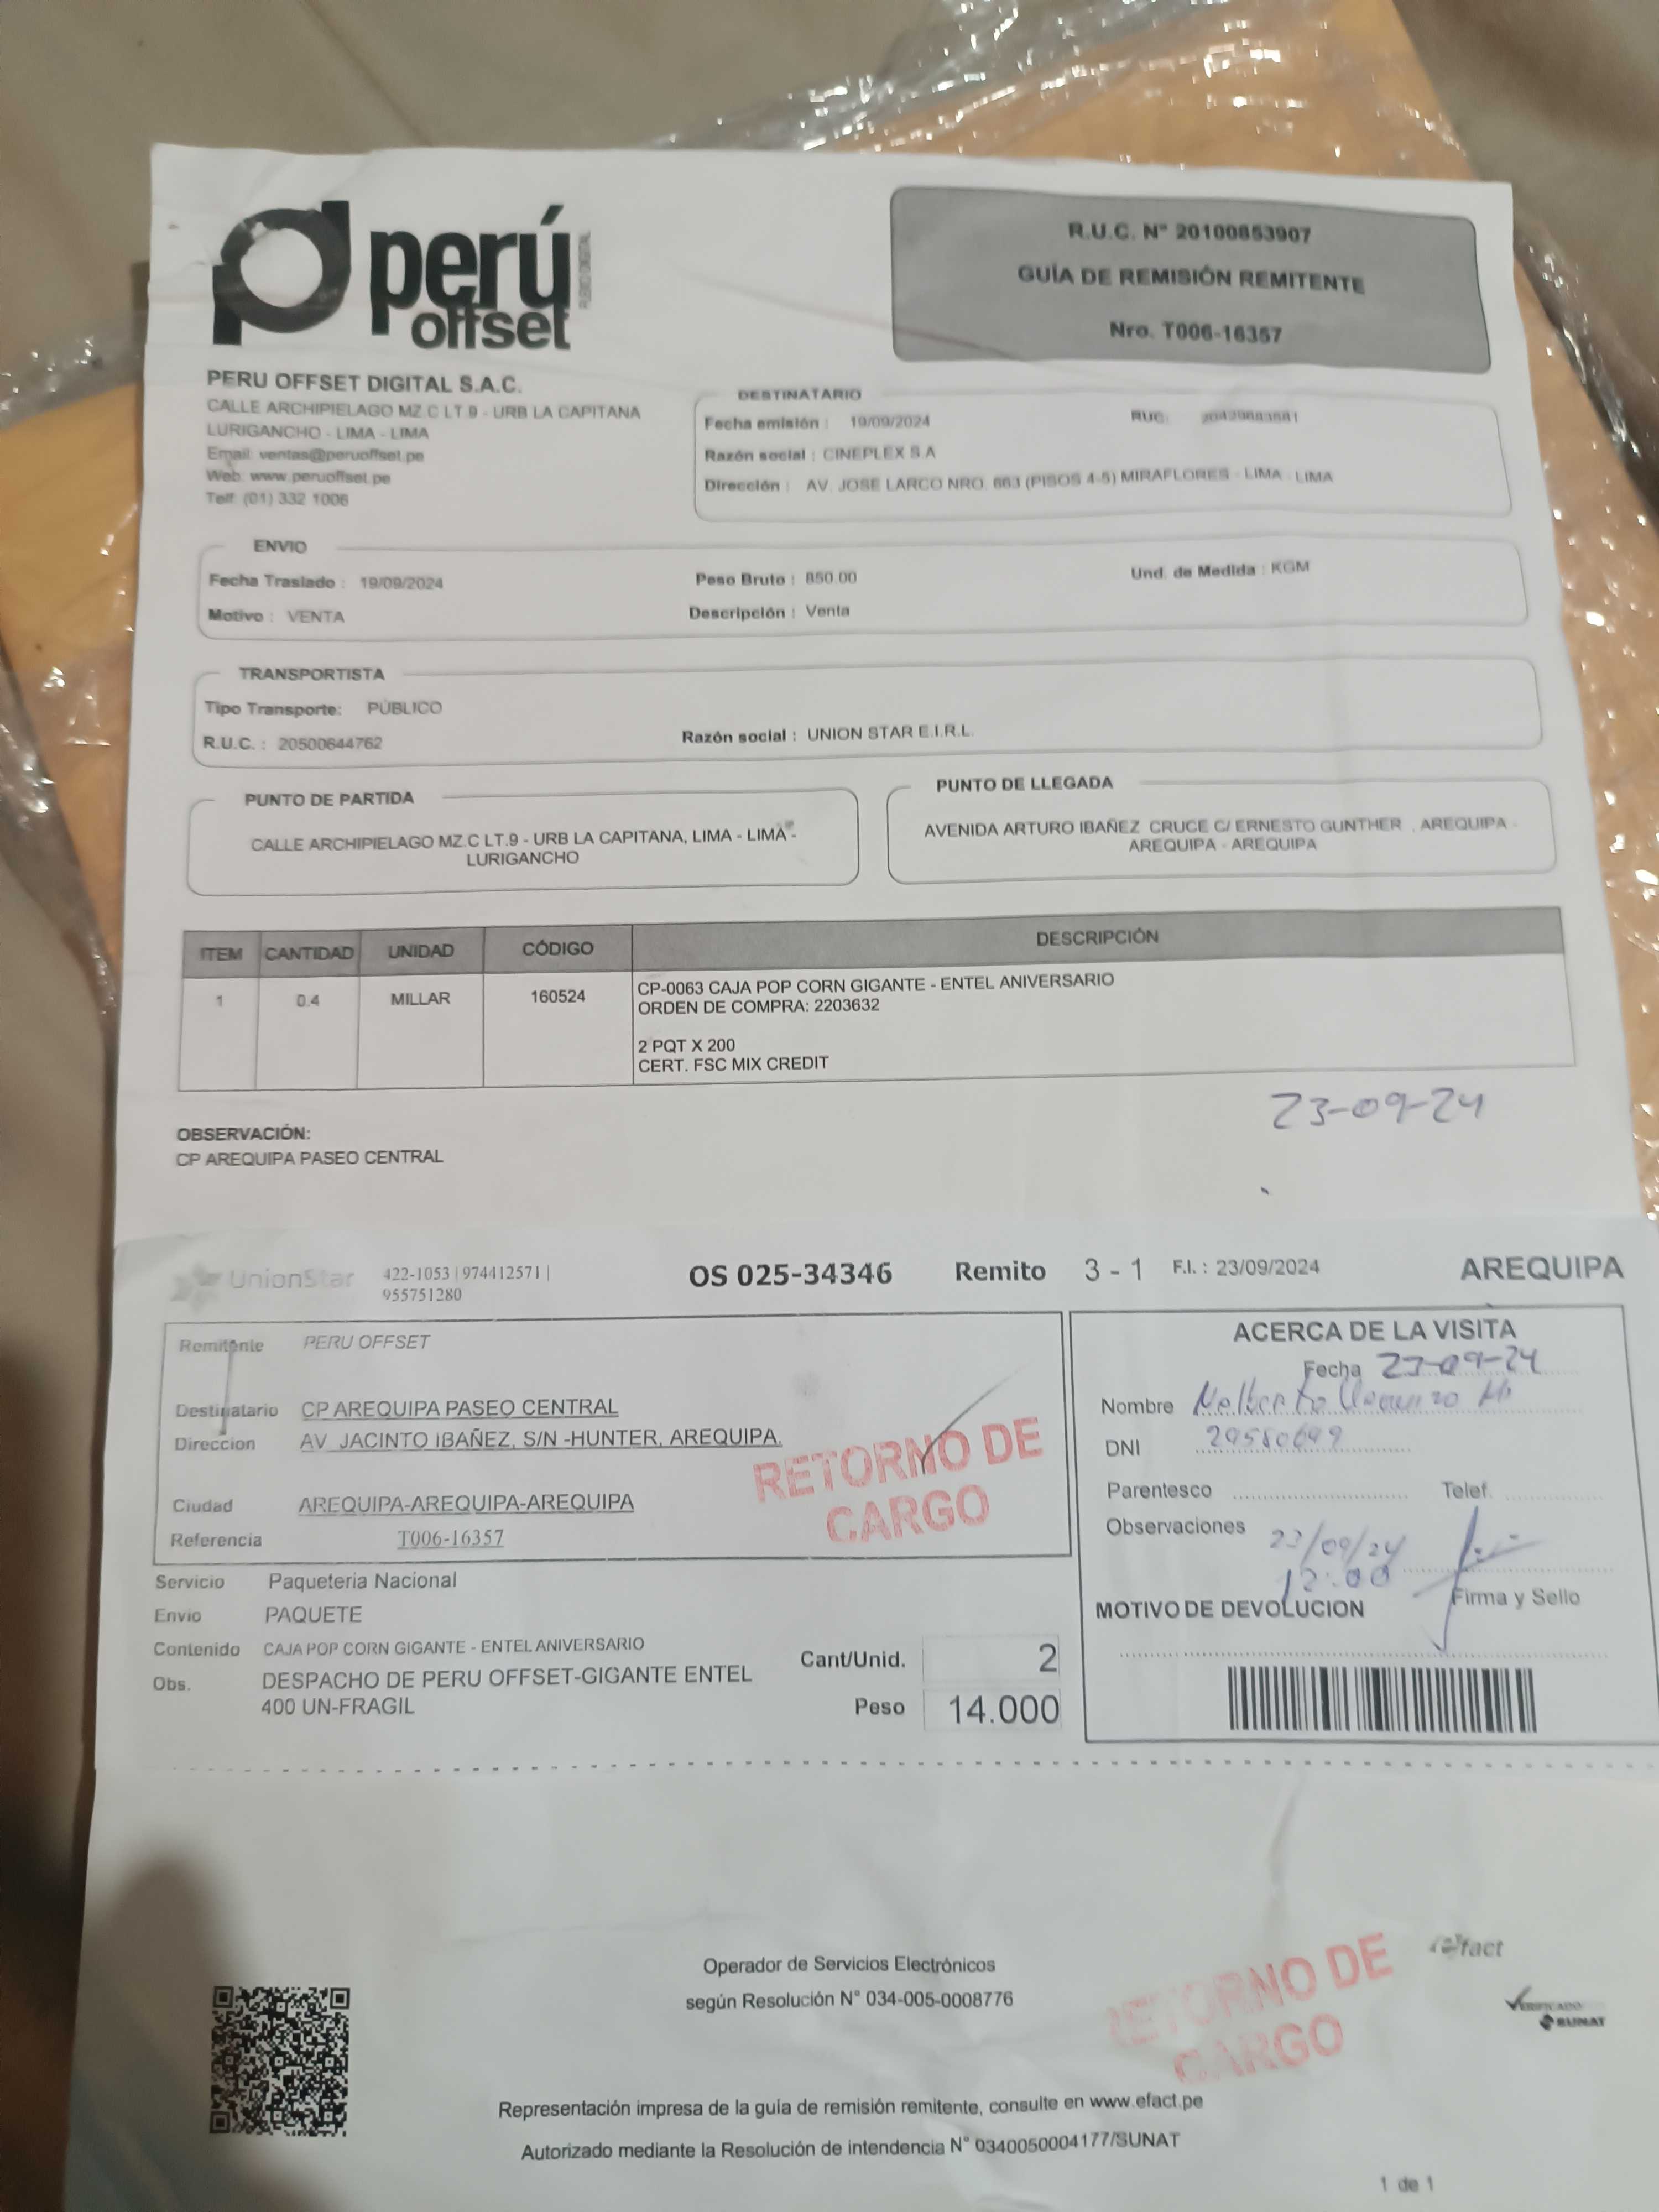 perú
offset
PERU OFFSET DIGITAL S.A.C.
CALLE ARCHIPIELAGO MZ.C LT.9 - URB LA CAPITANA
LURIGANCHO - LIMA - LIMA
Email: ventas@peruoffset.pe
Web: www.peruoffset.pe
Telf: (01) 332 1006
R.U.C. N° 20100853907
GUÍA DE REMISIÓN REMITENTE
Nro. T006-16357
DESTINATARIO
Fecha emisión : 19/09/2024 RUC: 20429683581
Razón social : CINEPLEX S A
Dirección : AV. JOSE LARCO NRO. 663 (PISOS 4-5) MIRAFLORES - LIMA - LIMA
ENVIO
Fecha Traslado : 19/09/2024 Peso Bruto : 850.00 Und. de Medida : KGM
Motivo : VENTA Descripción : Venta
TRANSPORTISTA
Tipo Transporte: PÚBLICO
R.U.C. : 20500644762 Razón social : UNION STAR E.I.R.L.
PUNTO DE PARTIDA
CALLE ARCHIPIELAGO MZ.C LT.9 - URB LA CAPITANA, LIMA - LIMA -
LURIGANCHO
PUNTO DE LLEGADA
AVENIDA ARTURO IBAÑEZ CRUCE C/ ERNESTO GUNTHER , AREQUIPA -
AREQUIPA - AREQUIPA
ITEM CANTIDAD UNIDAD CÓDIGO DESCRIPCIÓN
1 0.4 MILLAR 160524 CP-0063 CAJA POP CORN GIGANTE - ENTEL ANIVERSARIO
ORDEN DE COMPRA: 2203632
2 PQT X 200
CERT. FSC MIX CREDIT
23-09-24
OBSERVACIÓN:
CP AREQUIPA PASEO CENTRAL
UnionStar 422-1053 | 974412571 |
955751280
OS 025-34346 Remito 3 - 1 F.I. : 23/09/2024 AREQUIPA
Remitente PERU OFFSET
Destinatario CP AREQUIPA PASEO CENTRAL
Direccion AV. JACINTO IBAÑEZ, S/N -HUNTER, AREQUIPA.
Ciudad AREQUIPA-AREQUIPA-AREQUIPA
Referencia T006-16357
RETORNO DE
CARGO
Servicio Paqueteria Nacional
Envio PAQUETE
Contenido CAJA POP CORN GIGANTE - ENTEL ANIVERSARIO
Obs. DESPACHO DE PERU OFFSET-GIGANTE ENTEL
400 UN-FRAGIL
Cant/Unid. 2
Peso 14.000
ACERCA DE LA VISITA
Fecha 23-09-24
Nombre
DNI 29580699
Parentesco Telef.
Observaciones 23/09/24
12:00
Firma y Sello
MOTIVO DE DEVOLUCION
Operador de Servicios Electrónicos
según Resolución N° 034-005-0008776
RETORNO DE
CARGO
efact
VERIFICADO
SUNAT
Representación impresa de la guía de remisión remitente, consulte en www.efact.pe
Autorizado mediante la Resolución de intendencia N° 0340050004177/SUNAT
1 de 1